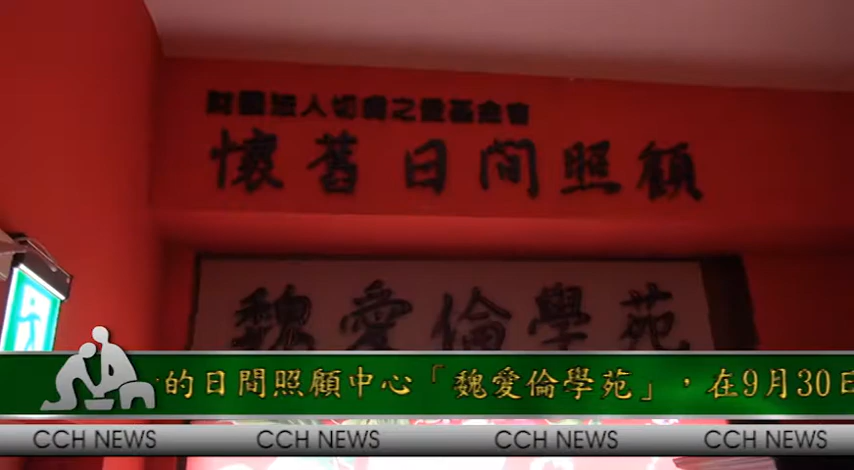 財團法人切膚之愛基金會
懷舊日間照顧
魏愛倫學苑
的日間照顧中心「魏愛倫學苑」，在9月30日
CCH NEWS CCH NEWS CCH NEWS CCH NEWS